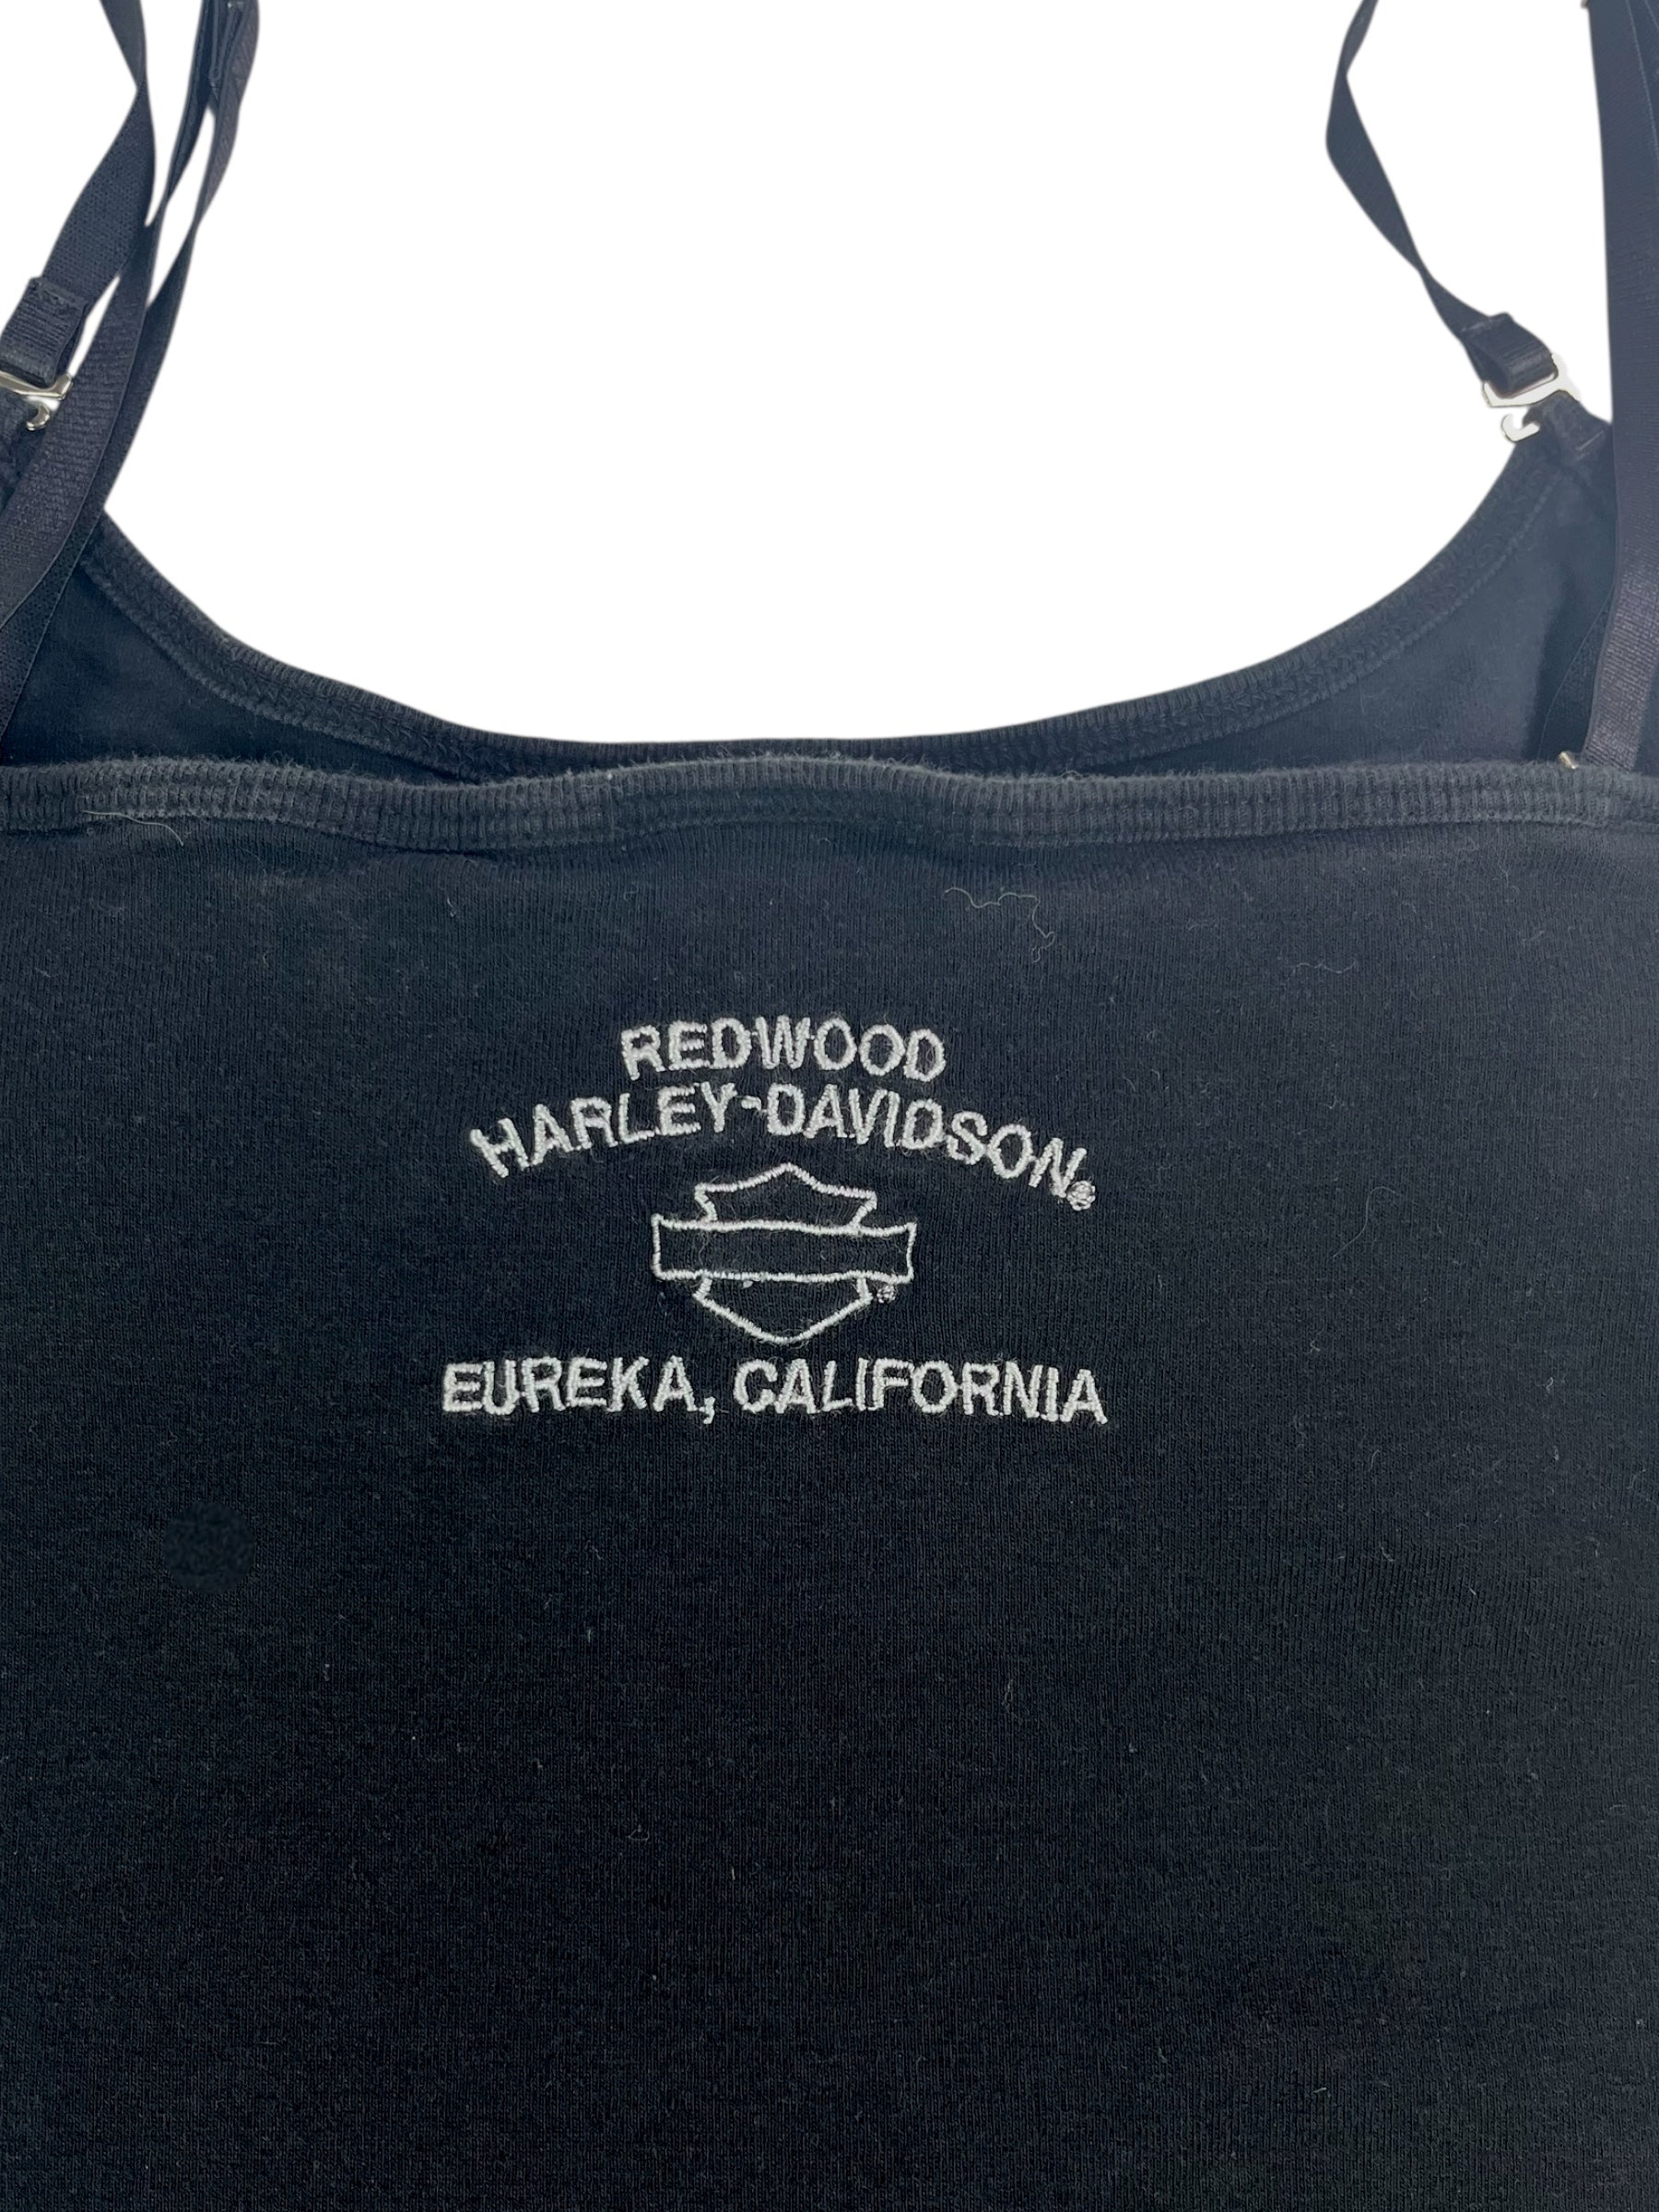 REDWOOD
HARLEY-DAVIDSON®
®
EUREKA, CALIFORNIA